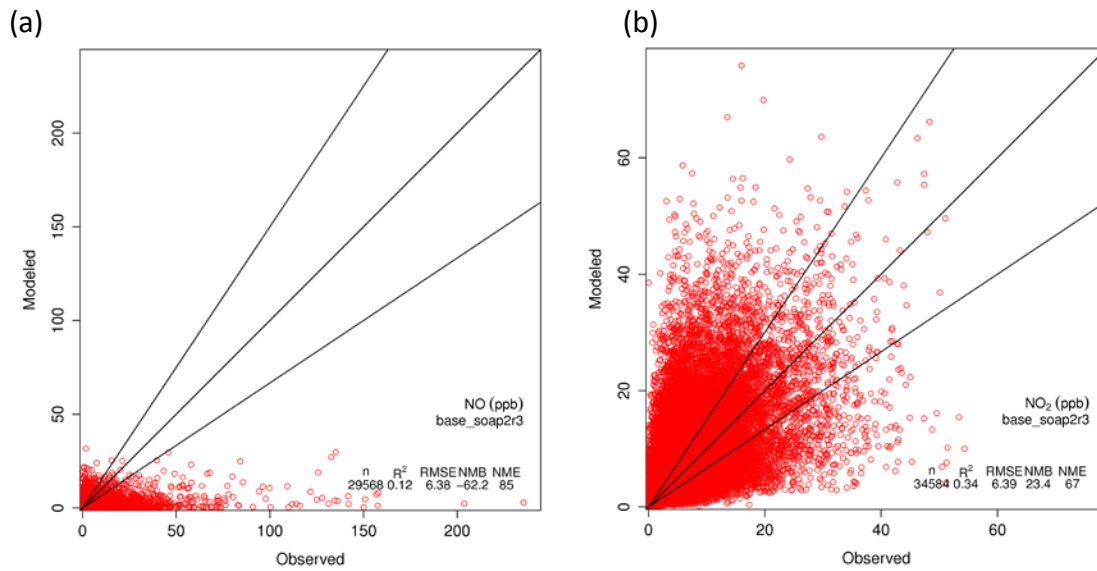 (a)
200
150
100
50
0
Modeled
NO (ppb)
base_soap2r3
n R² RMSE NMB NME
29568 0.12 6.38 −62.2 85
0 50 100 150 200
Observed
(b)
60
40
20
0
Modeled
NO₂ (ppb)
base_soap2r3
n R² RMSE NMB NME
34584 0.34 6.39 23.4 67
0 20 40 60
Observed